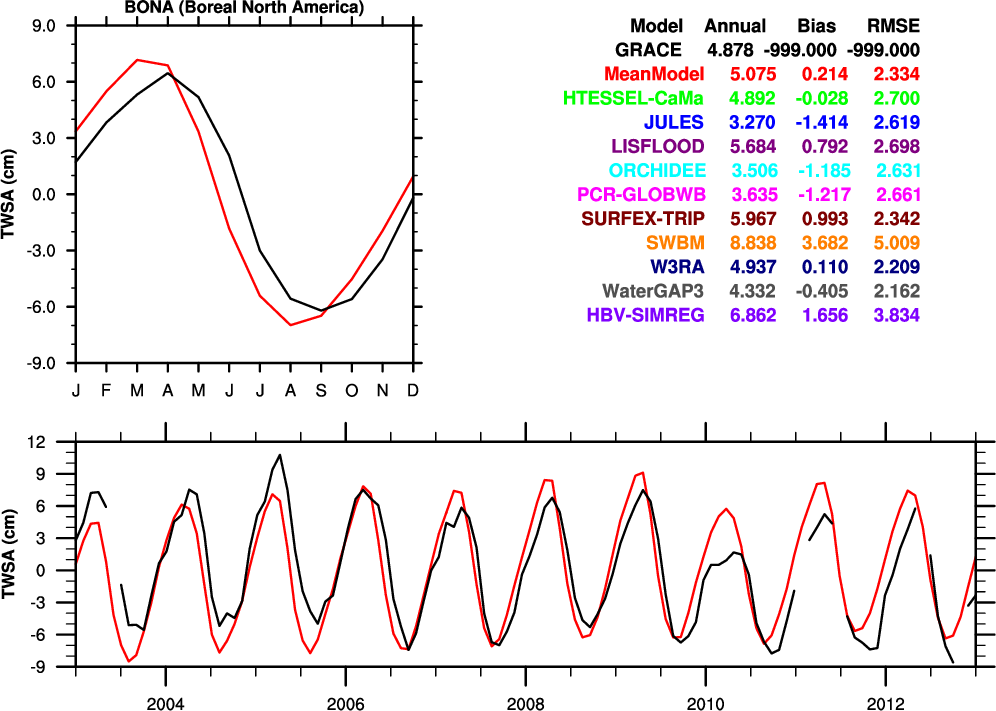 BONA (Boreal North America)
9.0
6.0
3.0
0.0
-3.0
-6.0
-9.0
TWSA (cm)
J F M A M J J A S O N D
Model Annual Bias RMSE
GRACE 4.878 -999.000 -999.000
MeanModel 5.075 0.214 2.334
HTESSEL-CaMa 4.892 -0.028 2.700
JULES 3.270 -1.414 2.619
LISFLOOD 5.684 0.792 2.698
ORCHIDEE 3.506 -1.185 2.631
PCR-GLOBWB 3.635 -1.217 2.661
SURFEX-TRIP 5.967 0.993 2.342
SWBM 8.838 3.682 5.009
W3RA 4.937 0.110 2.209
WaterGAP3 4.332 -0.405 2.162
HBV-SIMREG 6.862 1.656 3.834
12
9
6
3
0
-3
-6
-9
TWSA (cm)
2004 2006 2008 2010 2012